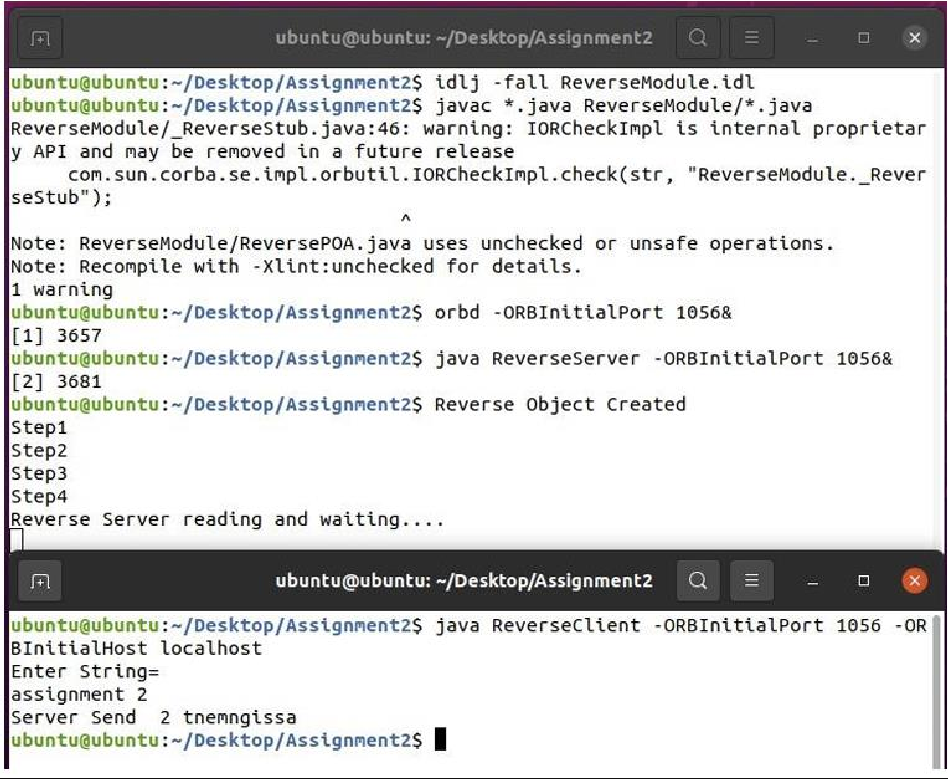 ubuntu@ubuntu: ~/Desktop/Assignment2
ubuntu@ubuntu:~/Desktop/Assignment2$ idlj -fall ReverseModule.idl
ubuntu@ubuntu:~/Desktop/Assignment2$ javac *.java ReverseModule/*.java
ReverseModule/_ReverseStub.java:46: warning: IORCheckImpl is internal proprietar
y API and may be removed in a future release
com.sun.corba.se.impl.orbutil.IORCheckImpl.check(str, "ReverseModule._Rever
seStub");
^
Note: ReverseModule/ReversePOA.java uses unchecked or unsafe operations.
Note: Recompile with -Xlint:unchecked for details.
1 warning
ubuntu@ubuntu:~/Desktop/Assignment2$ orbd -ORBInitialPort 1056&
[1] 3657
ubuntu@ubuntu:~/Desktop/Assignment2$ java ReverseServer -ORBInitialPort 1056&
[2] 3681
ubuntu@ubuntu:~/Desktop/Assignment2$ Reverse Object Created
Step1
Step2
Step3
Step4
Reverse Server reading and waiting....
ubuntu@ubuntu: ~/Desktop/Assignment2
ubuntu@ubuntu:~/Desktop/Assignment2$ java ReverseClient -ORBInitialPort 1056 -OR
BInitialHost localhost
Enter String=
assignment 2
Server Send  2 tnemngissa
ubuntu@ubuntu:~/Desktop/Assignment2$